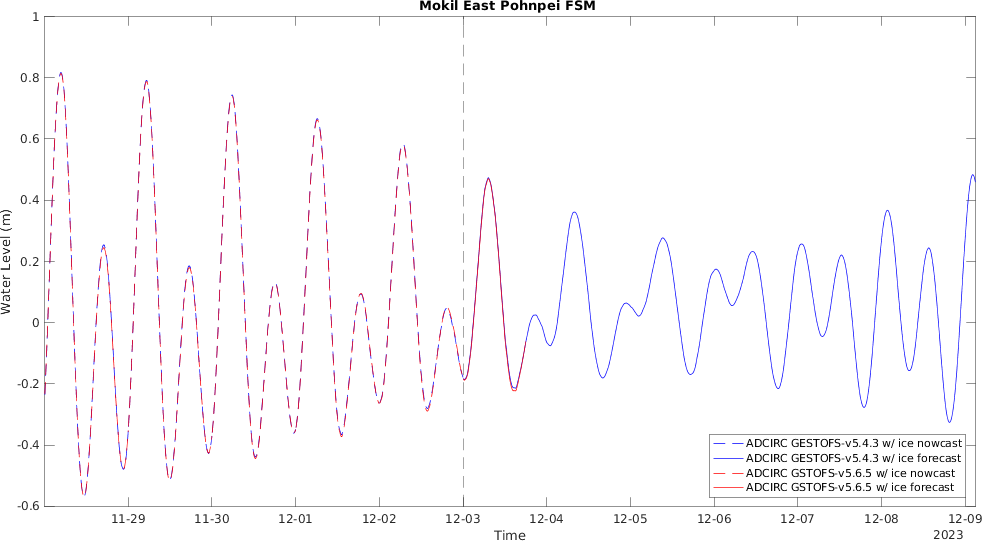 Mokil East Pohnpei FSM
1
0.8
0.6
0.4
0.2
0
-0.2
-0.4
-0.6
Water Level (m)
11-29 11-30 12-01 12-02 12-03 12-04 12-05 12-06 12-07 12-08 12-09
Time
2023
ADCIRC GESTOFS-v5.4.3 w/ ice nowcast
ADCIRC GESTOFS-v5.4.3 w/ ice forecast
ADCIRC GSTOFS-v5.6.5 w/ ice nowcast
ADCIRC GSTOFS-v5.6.5 w/ ice forecast